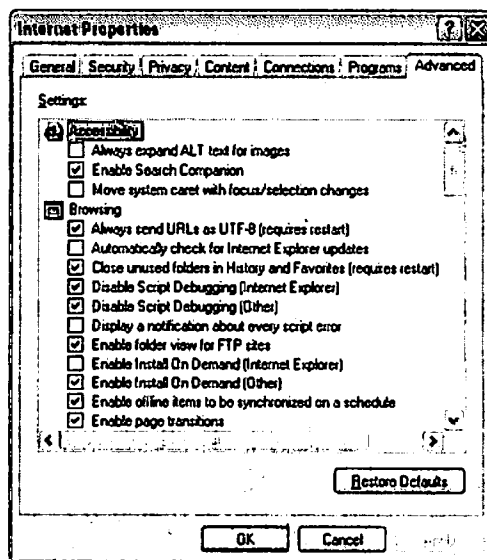 Internet Properties
General Security Privacy Content Connections Programs Advanced
Settings:
Accessibility
Always expand ALT text for images
Enable Search Companion
Move system caret with focus/selection changes
Browsing
Always send URLs as UTF-8 (requires restart)
Automatically check for Internet Explorer updates
Close unused folders in History and Favorites (requires restart)
Disable Script Debugging (Internet Explorer)
Disable Script Debugging (Other)
Display a notification about every script error
Enable folder view for FTP sites
Enable Install On Demand (Internet Explorer)
Enable Install On Demand (Other)
Enable offline items to be synchronized on a schedule
Enable page transitions
Restore Defaults
OK Cancel Apply